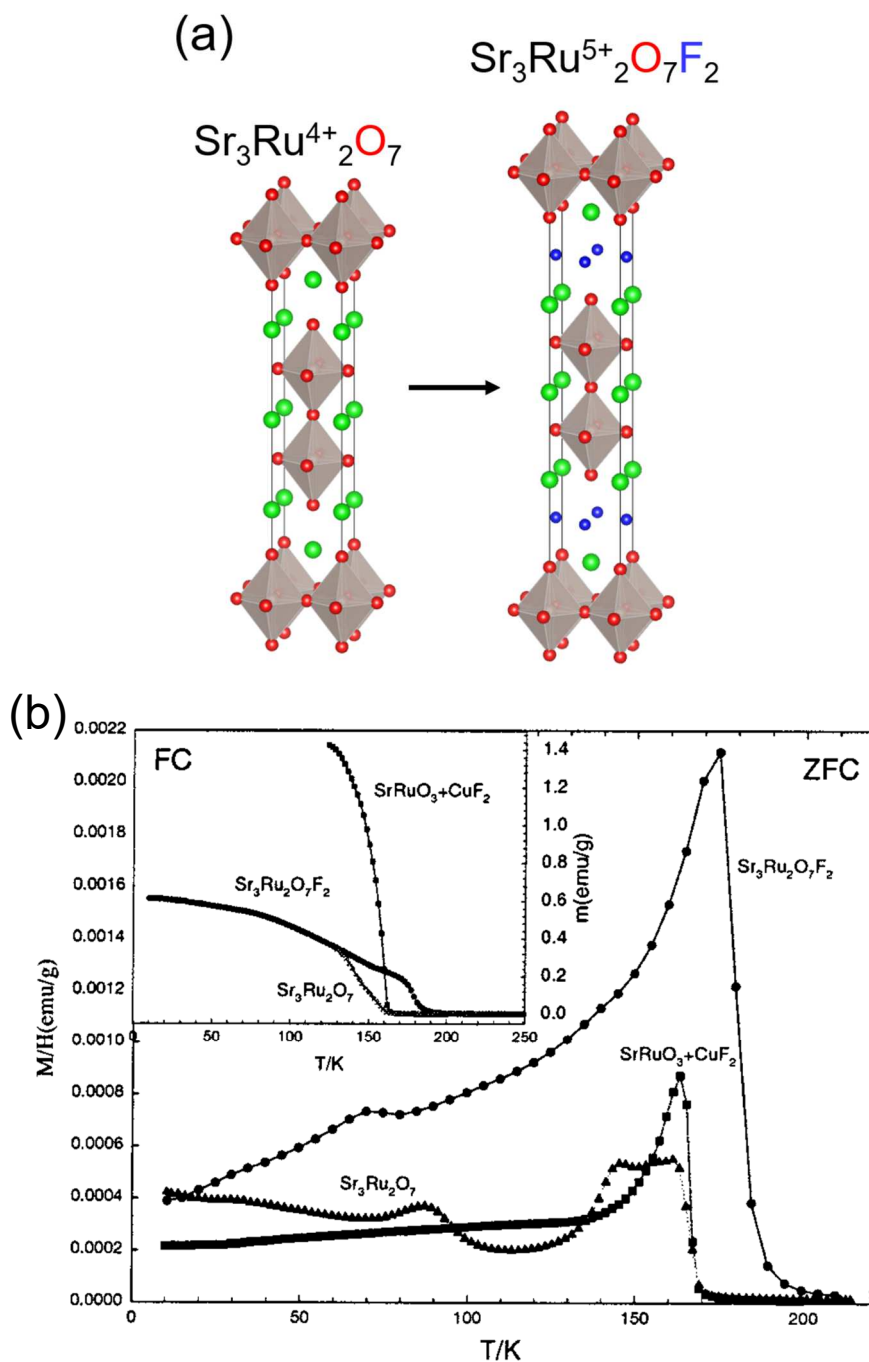 (a)
Sr₃Ru⁵⁺₂O₇F₂
Sr₃Ru⁴⁺₂O₇
(b)
0.0022
0.0020
0.0018
0.0016
0.0014
0.0012
0.0010
0.0008
0.0006
0.0004
0.0002
0.0000
M/H(emu/g)
FC
ZFC
SrRuO₃+CuF₂
Sr₃Ru₂O₇F₂
Sr₃Ru₂O₇
1.4
1.2
1.0
0.8
0.6
0.4
0.2
0.0
m(emu/g)
0 50 100 150 200 250
T/K
Sr₃Ru₂O₇F₂
SrRuO₃+CuF₂
Sr₃Ru₂O₇
0 50 100 150 200
T/K